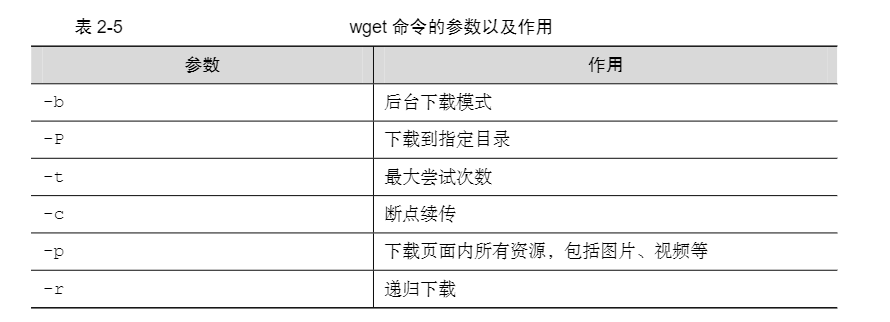 表 2-5 wget 命令的参数以及作用
参数 作用
-b 后台下载模式
-P 下载到指定目录
-t 最大尝试次数
-c 断点续传
-p 下载页面内所有资源，包括图片、视频等
-r 递归下载